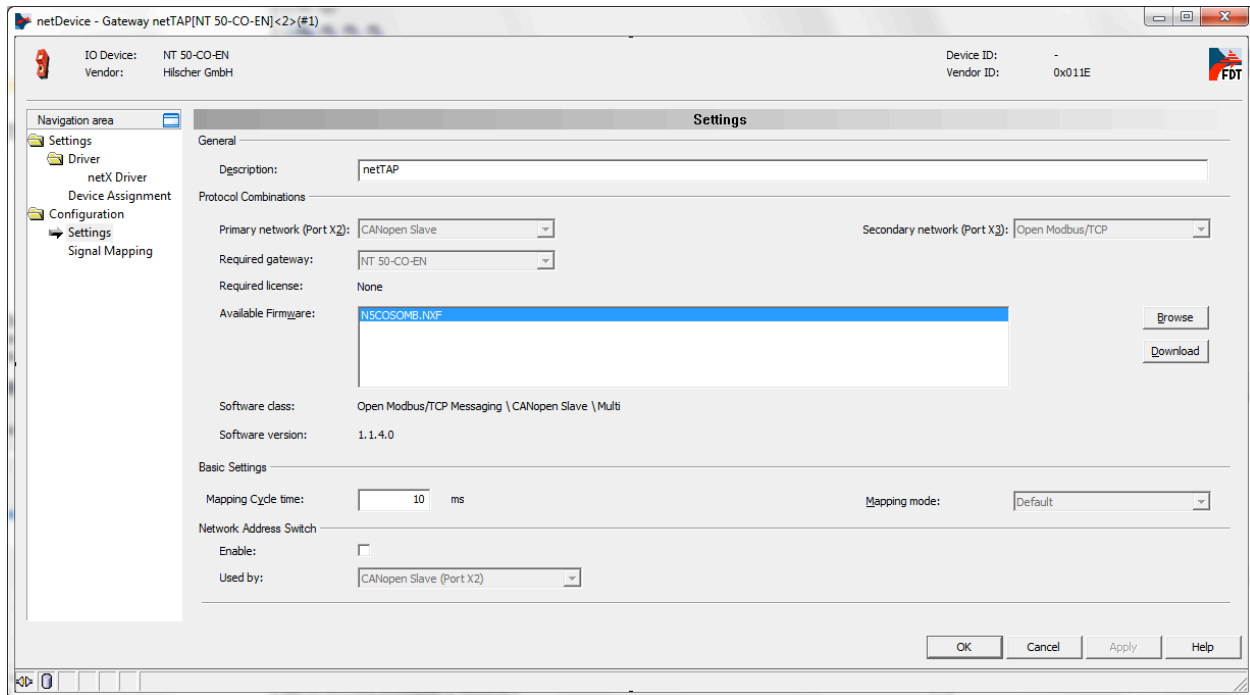 netDevice - Gateway netTAP[NT 50-CO-EN]<2>(#1)
IO Device: NT 50-CO-EN Device ID: -
Vendor: Hilscher GmbH Vendor ID: 0x011E
FDT
Navigation area
Settings
Driver
netX Driver
Device Assignment
Configuration
Settings
Signal Mapping
Settings
General
Description: netTAP
Protocol Combinations
Primary network (Port X2): CANopen Slave Secondary network (Port X3): Open Modbus/TCP
Required gateway: NT 50-CO-EN
Required license: None
Available Firmware: N5COSOMB.NXF
Browse
Download
Software class: Open Modbus/TCP Messaging \ CANopen Slave \ Multi
Software version: 1.1.4.0
Basic Settings
Mapping Cycle time: 10 ms Mapping mode: Default
Network Address Switch
Enable:
Used by: CANopen Slave (Port X2)
OK Cancel Apply Help